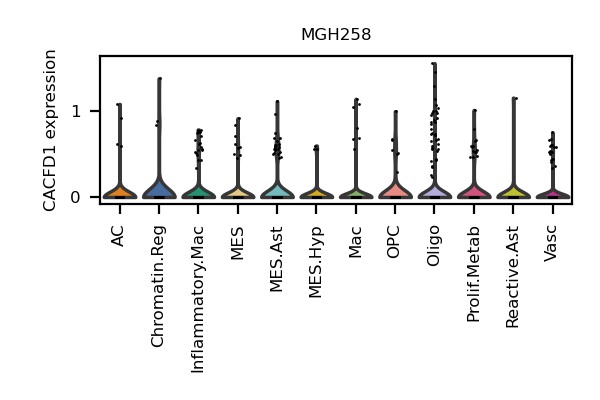 MGH258
CACFD1 expression
1
0
AC
Chromatin.Reg
Inflammatory.Mac
MES
MES.Ast
MES.Hyp
Mac
OPC
Oligo
Prolif.Metab
Reactive.Ast
Vasc